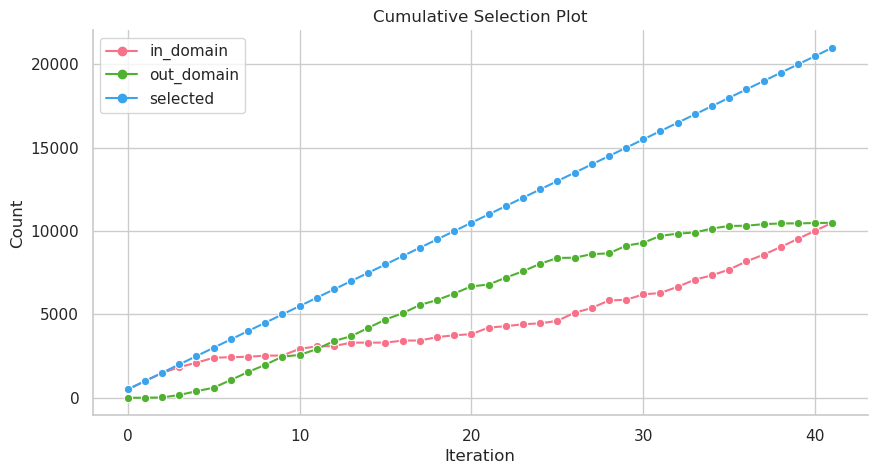 Cumulative Selection Plot
in_domain
out_domain
selected
20000
15000
10000
5000
0
Count
0 10 20 30 40
Iteration